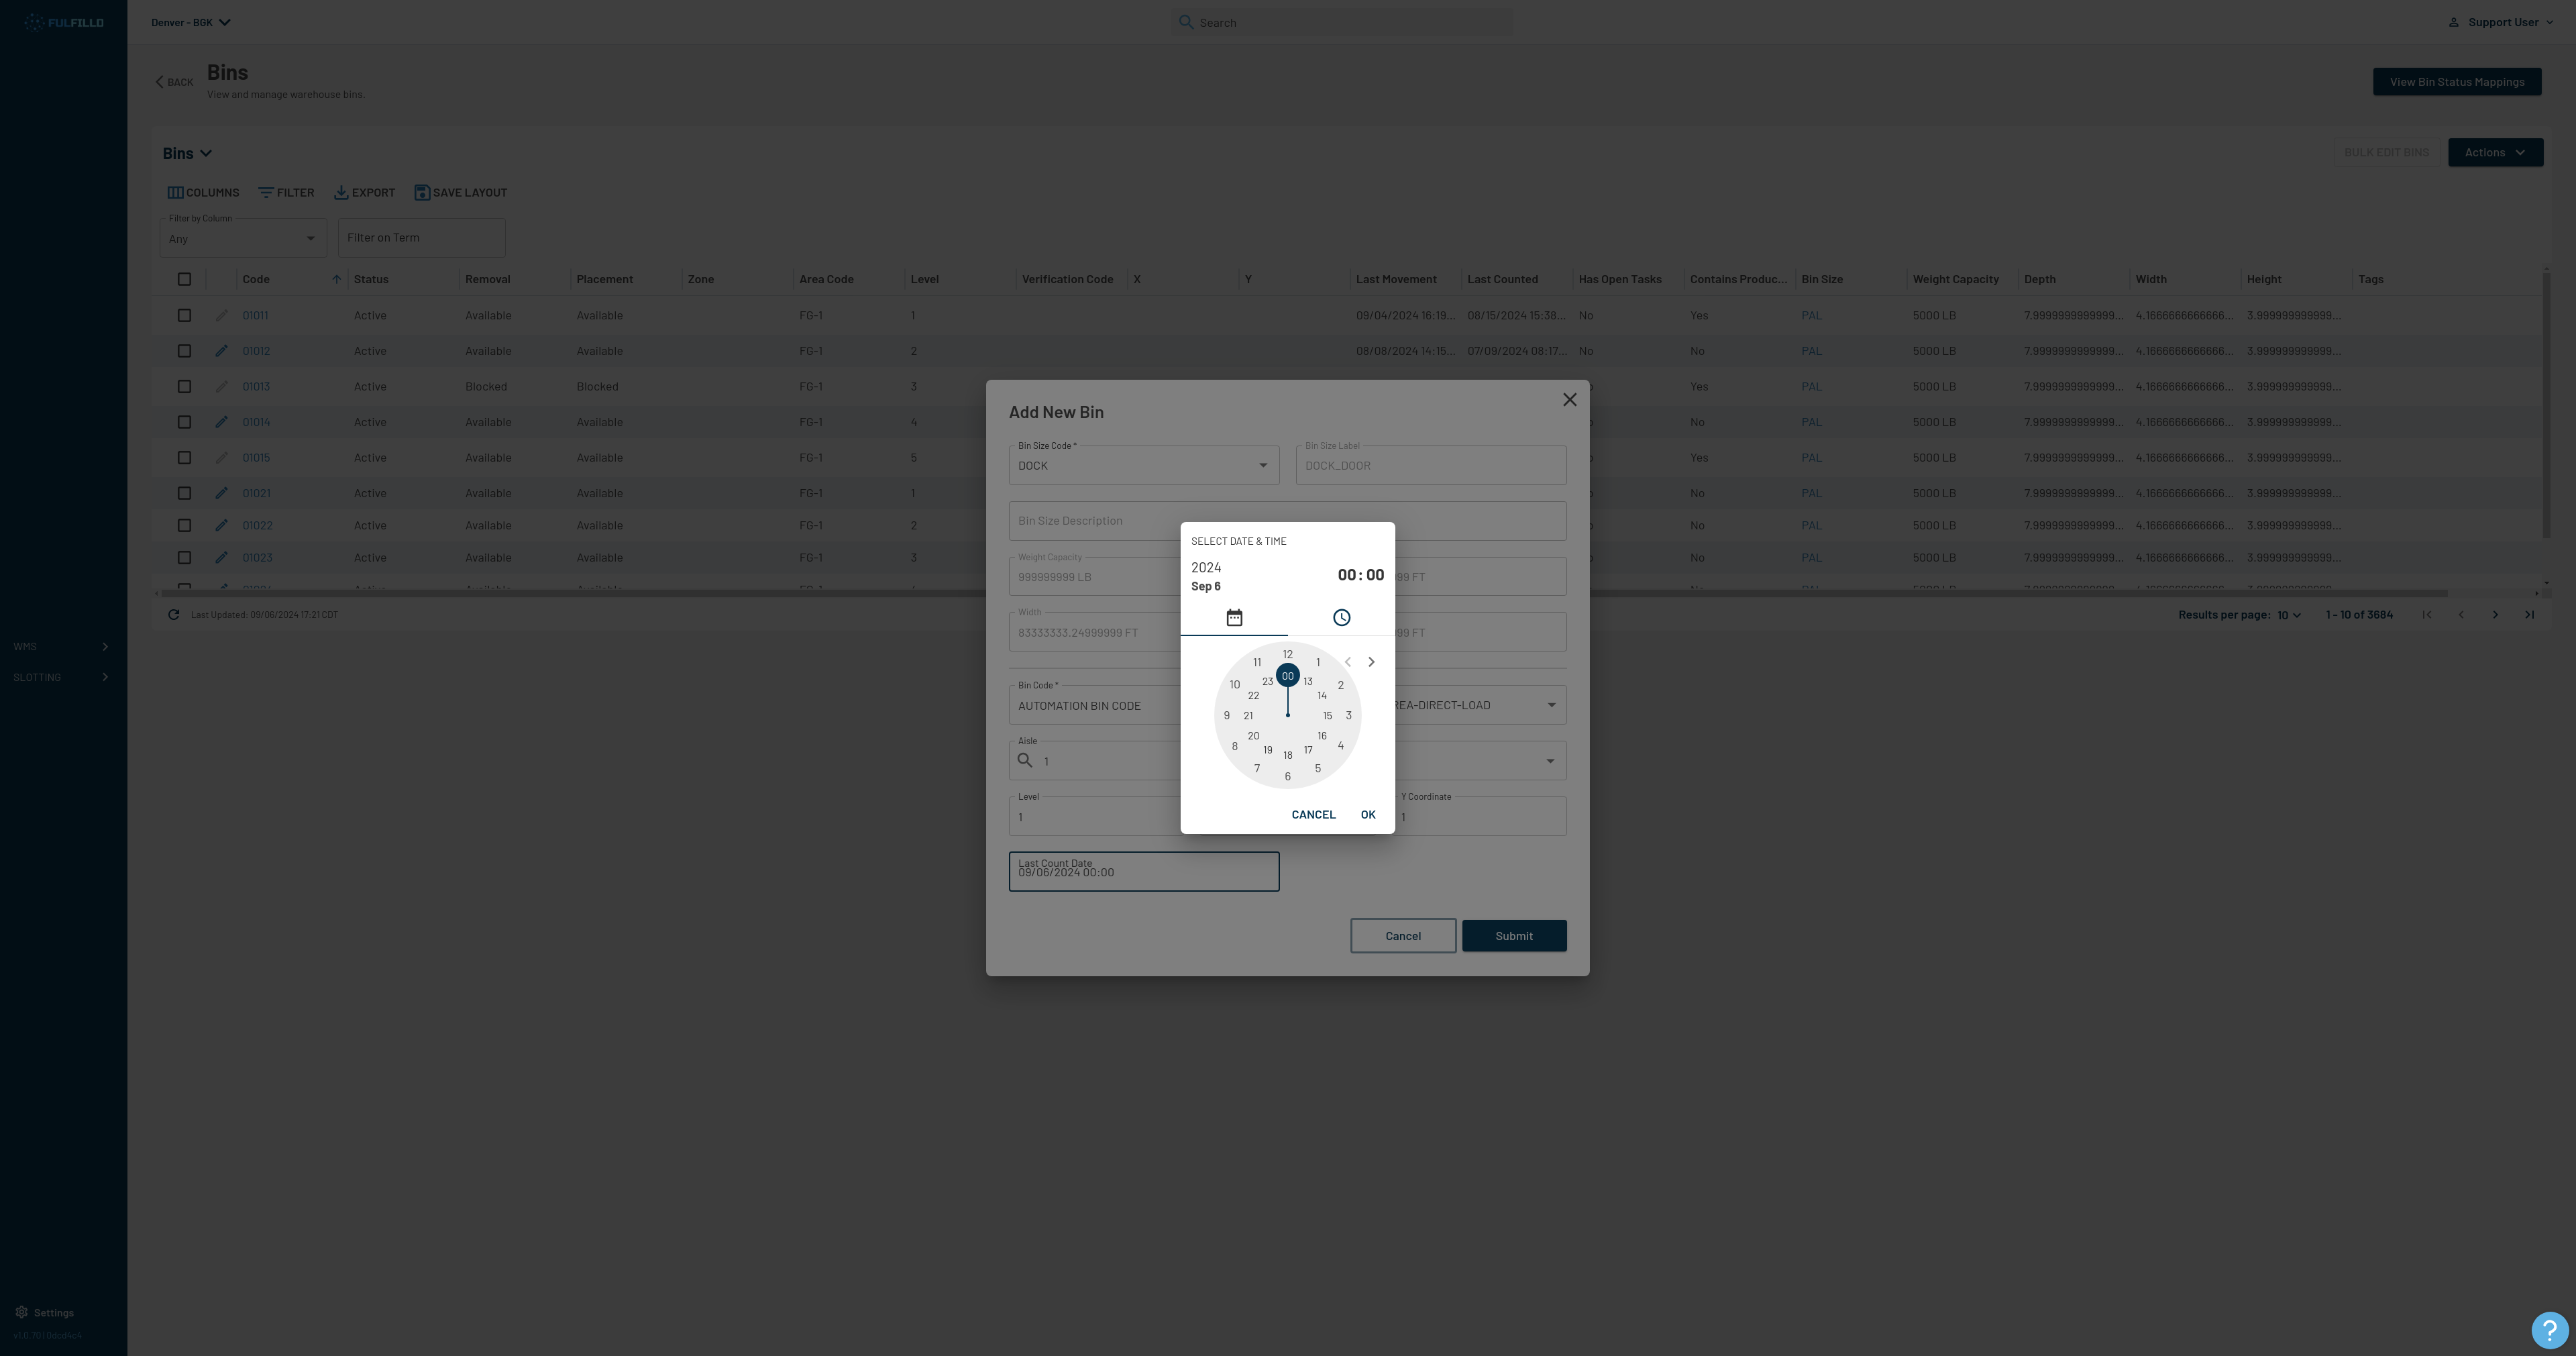 FULFILLD
Denver - BGK
Search
Support User
BACK
Bins
View and manage warehouse bins.
View Bin Status Mappings
Bins
BULK EDIT BINS
Actions
COLUMNS FILTER EXPORT SAVE LAYOUT
Filter by Column
Any
Filter on Term
Code Status Removal Placement Zone Area Code Level Verification Code X Y Last Movement Last Counted Has Open Tasks Contains Produc... Bin Size Weight Capacity Depth Width Height Tags
01011 Active Available Available FG-1 1 09/04/2024 16:19... 08/15/2024 15:38... No Yes PAL 5000 LB 7.9999999999999... 4.1666666666666... 3.999999999999...
01012 Active Available Available FG-1 2 08/08/2024 14:15... 07/09/2024 08:17... No No PAL 5000 LB 7.9999999999999... 4.1666666666666... 3.999999999999...
01013 Active Blocked Blocked FG-1 3 Yes PAL 5000 LB 7.9999999999999... 4.1666666666666... 3.999999999999...
01014 Active Available Available FG-1 4 No PAL 5000 LB 7.9999999999999... 4.1666666666666... 3.999999999999...
01015 Active Available Available FG-1 5 Yes PAL 5000 LB 7.9999999999999... 4.1666666666666... 3.999999999999...
01021 Active Available Available FG-1 1 No PAL 5000 LB 7.9999999999999... 4.1666666666666... 3.999999999999...
01022 Active Available Available FG-1 2 No PAL 5000 LB 7.9999999999999... 4.1666666666666... 3.999999999999...
01023 Active Available Available FG-1 3 No PAL 5000 LB 7.9999999999999... 4.1666666666666... 3.999999999999...
Last Updated: 09/06/2024 17:21 CDT
Results per page: 10
1 - 10 of 3684
WMS
SLOTTING
Settings
Add New Bin
Bin Size Code *
DOCK
Bin Size Label
DOCK_DOOR
Bin Size Description
Weight Capacity
999999999 LB
99 FT
Width
83333333.24999999 FT
99 FT
Bin Code *
AUTOMATION BIN CODE
REA-DIRECT-LOAD
Aisle
1
Level
1
Y Coordinate
1
Last Count Date
09/06/2024 00:00
Cancel
Submit
SELECT DATE & TIME
2024
Sep 6
00:00
12
11 1
00
23 13
10 2
22 14
9 21 15 3
20 16
8 4
19 17
18
7 5
6
CANCEL OK
?